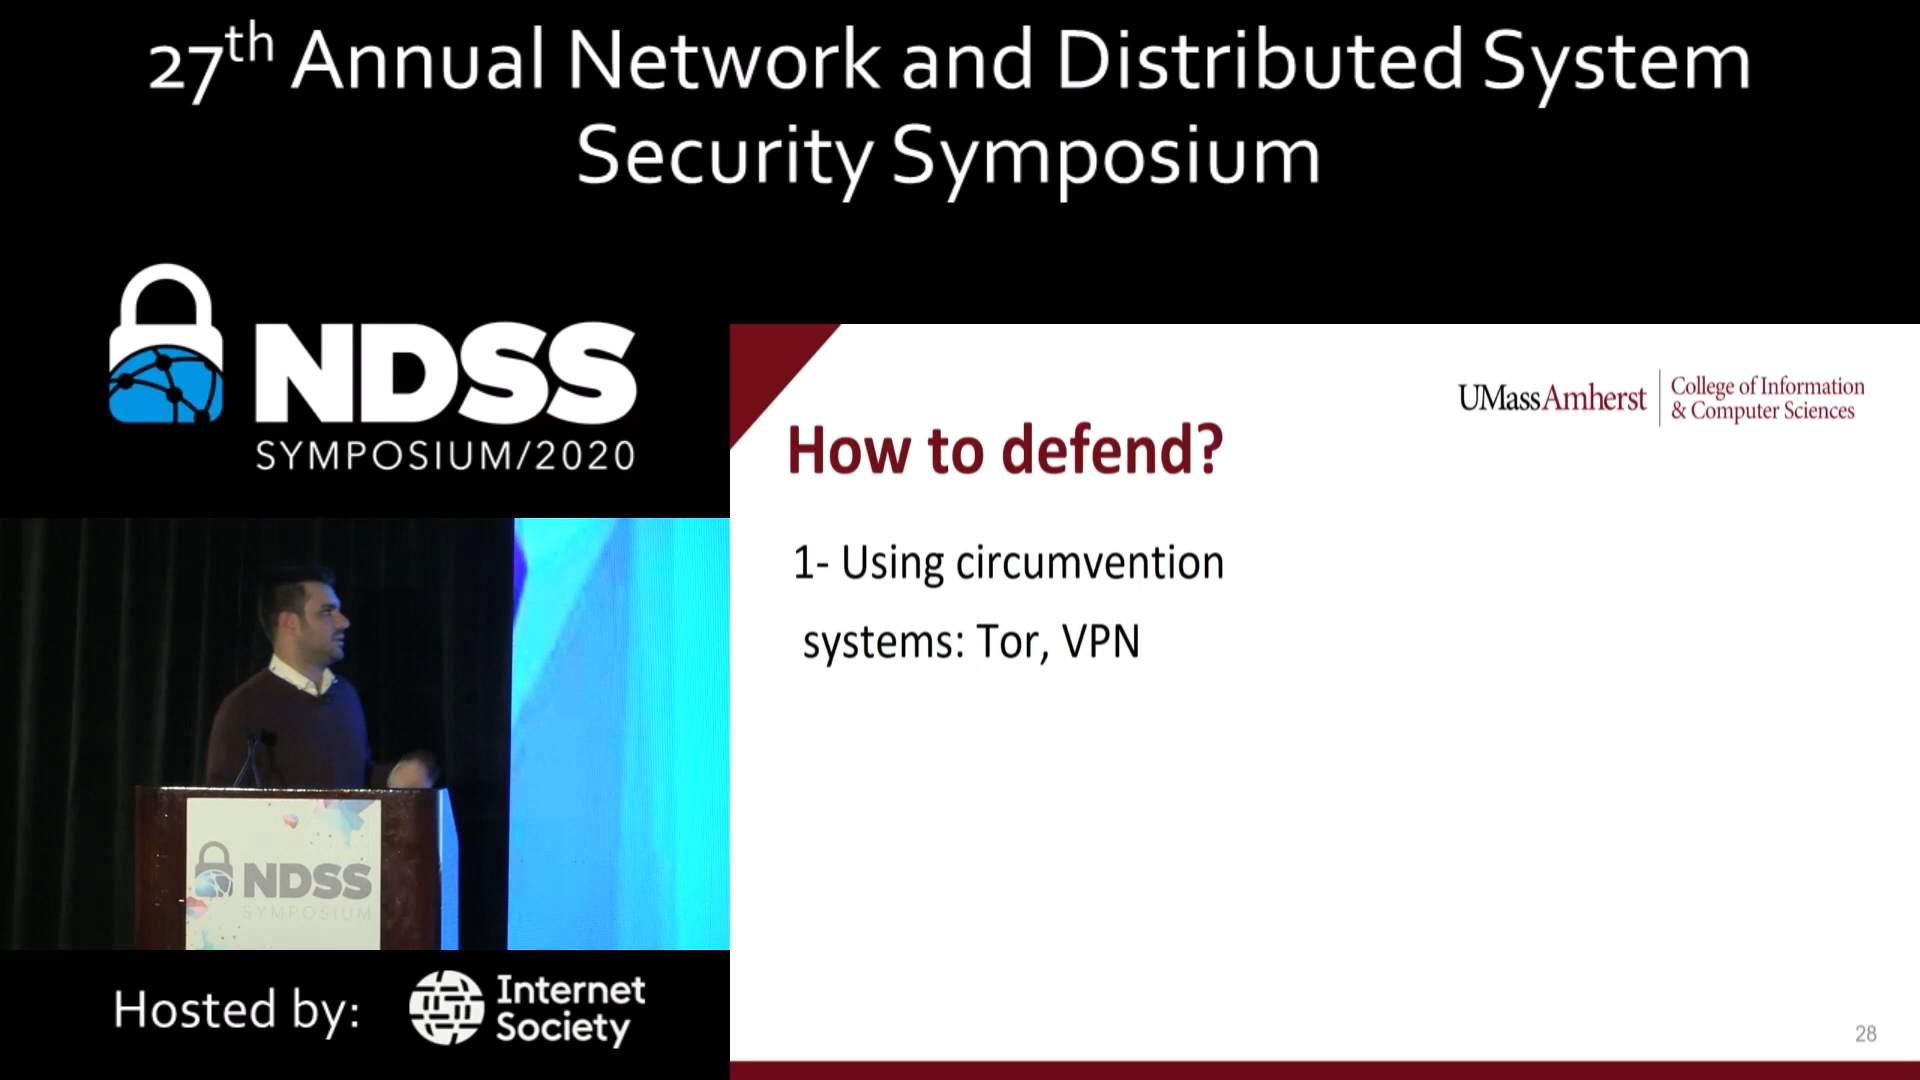 27th Annual Network and Distributed System
Security Symposium
NDSS
SYMPOSIUM/2020
UMassAmherst
College of Information
& Computer Sciences
How to defend?
1- Using circumvention
systems: Tor, VPN
NDSS
SYMPOSIUM
Hosted by:
Internet
Society
28